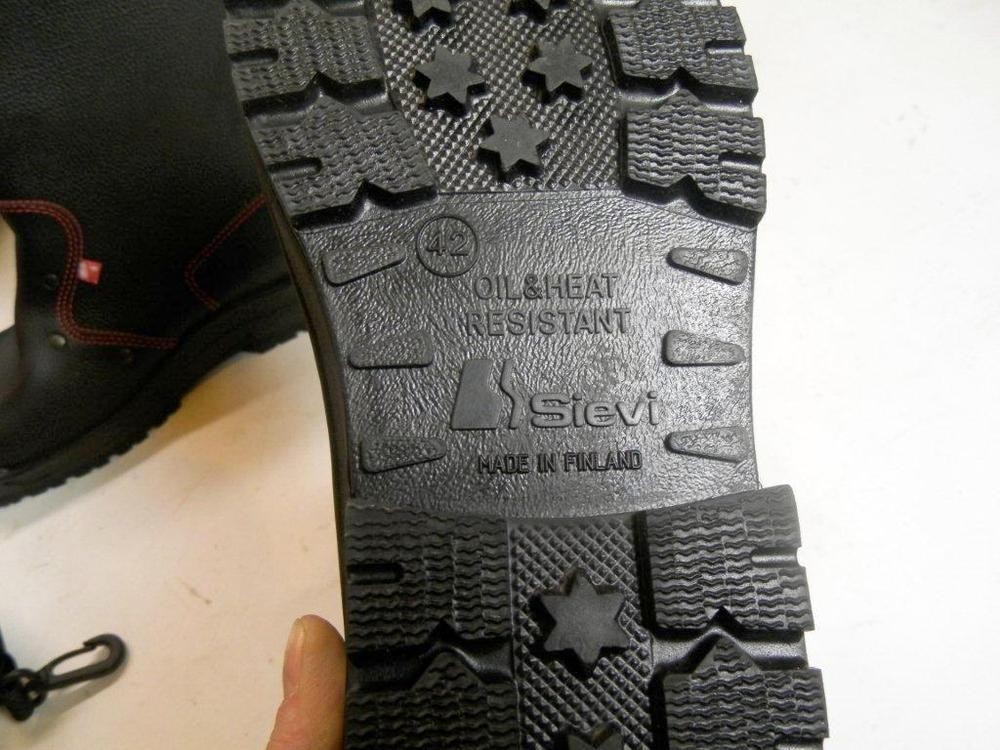 42
OIL&HEAT
RESISTANT
Sievi
MADE IN FINLAND